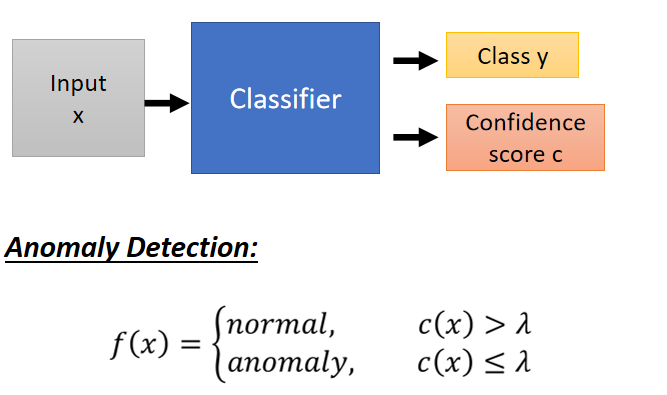 Input
x
Classifier
Class y
Confidence
score c
Anomaly Detection:
f(x) = {normal, c(x) > λ
anomaly, c(x) ≤ λ